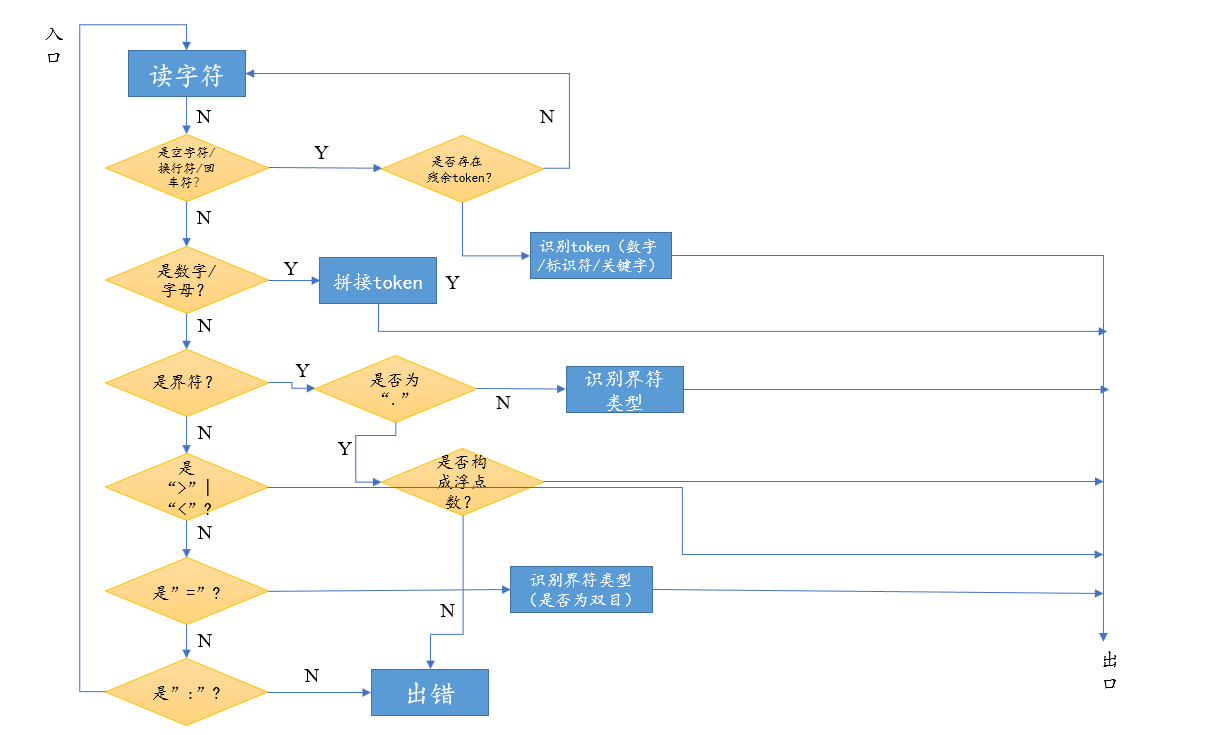 入
口
读字符
N
N
是空字符/
换行符/回
车符?
Y
是否存在
残余token?
N
识别token（数字
/标识符/关键字）
是数字/
字母?
Y
拼接token
Y
N
是界符?
Y
是否为
“.”
N
识别界符
类型
N
Y
是否构
成浮点
数?
是
“>”|
“<”?
N
是”=”?
识别界符类型
（是否为双目）
N
N
是”:”?
N
出错
出
口